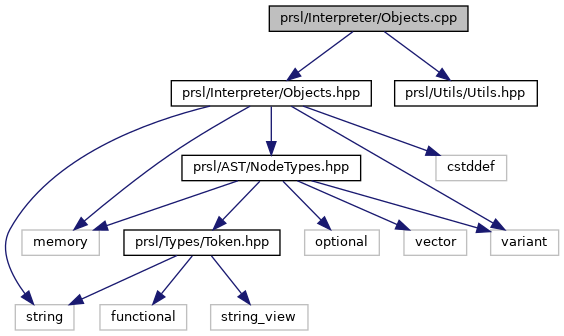 prsl/Interpreter/Objects.cpp
prsl/Interpreter/Objects.hpp
prsl/Utils/Utils.hpp
prsl/AST/NodeTypes.hpp
cstddef
memory
prsl/Types/Token.hpp
optional
vector
variant
string
functional
string_view